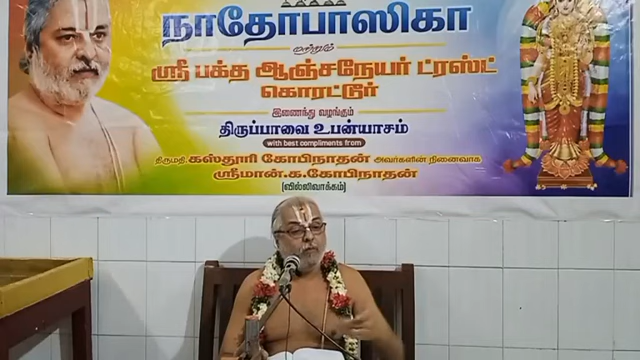 நாதோபாஸிகா
மற்றும்
ஸ்ரீ பக்த ஆஞ்சநேயர் ட்ரஸ்ட்
கொரட்டூர்
இணைந்து வழங்கும்
திருப்பாவை உபன்யாசம்
with best compliments from
திருமதி. கஸ்தூரி கோபிநாதன் அவர்களின் நினைவாக
ஸ்ரீமான்.க.கோபிநாதன்
(வில்லிவாக்கம்)